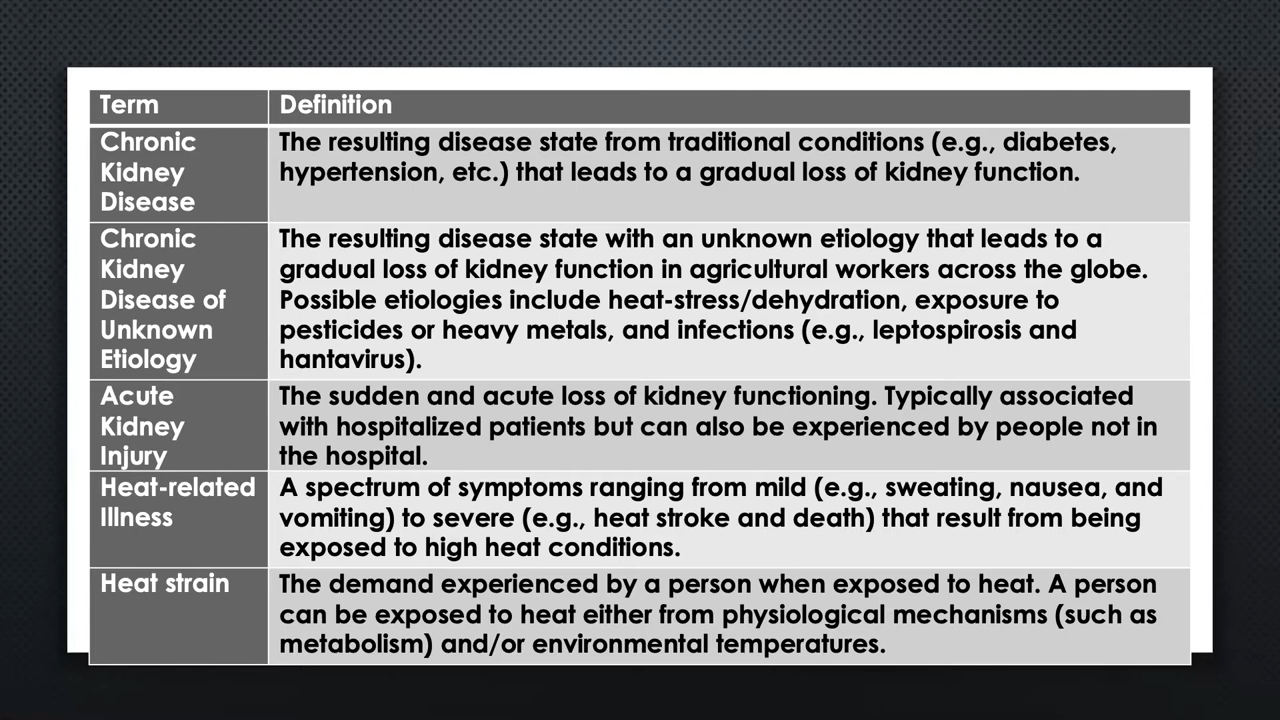 Term
Definition
Chronic
Kidney
Disease
The resulting disease state from traditional conditions (e.g., diabetes,
hypertension, etc.) that leads to a gradual loss of kidney function.
Chronic
Kidney
Disease of
Unknown
Etiology
The resulting disease state with an unknown etiology that leads to a
gradual loss of kidney function in agricultural workers across the globe.
Possible etiologies include heat-stress/dehydration, exposure to
pesticides or heavy metals, and infections (e.g., leptospirosis and
hantavirus).
Acute
Kidney
Injury
The sudden and acute loss of kidney functioning. Typically associated
with hospitalized patients but can also be experienced by people not in
the hospital.
Heat-related
Illness
A spectrum of symptoms ranging from mild (e.g., sweating, nausea, and
vomiting) to severe (e.g., heat stroke and death) that result from being
exposed to high heat conditions.
Heat strain
The demand experienced by a person when exposed to heat. A person
can be exposed to heat either from physiological mechanisms (such as
metabolism) and/or environmental temperatures.